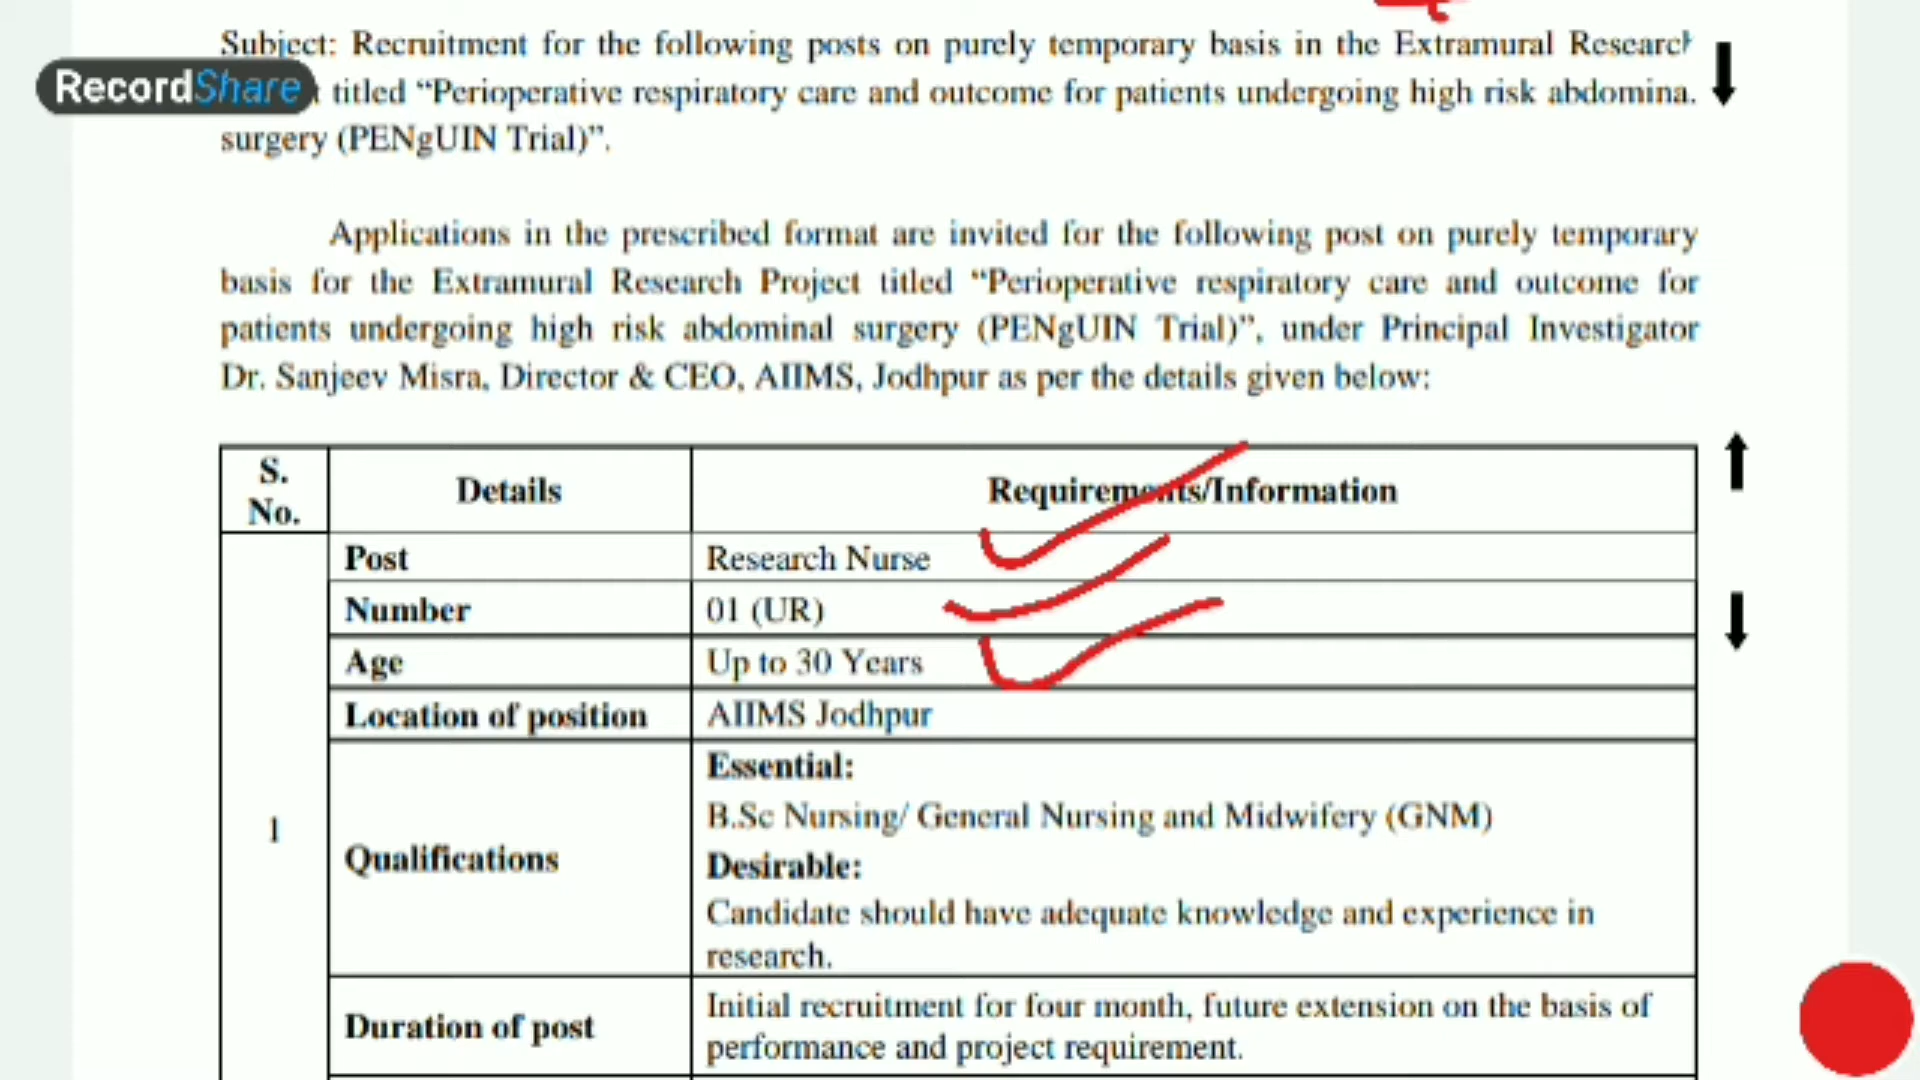 Subject: Recruitment for the following posts on purely temporary basis in the Extramural Research
RecordShare
titled “Perioperative respiratory care and outcome for patients undergoing high risk abdomina
surgery (PENgUIN Trial)”.
Applications in the prescribed format are invited for the following post on purely temporary
basis for the Extramural Research Project titled “Perioperative respiratory care and outcome for
patients undergoing high risk abdominal surgery (PENgUIN Trial)”, under Principal Investigator
Dr. Sanjeev Misra, Director & CEO, AIIMS, Jodhpur as per the details given below:
S. No. Details Requirements/Information
1
Post Research Nurse
Number 01 (UR)
Age Up to 30 Years
Location of position AIIMS Jodhpur
Qualifications
Essential:
B.Sc Nursing/ General Nursing and Midwifery (GNM)
Desirable:
Candidate should have adequate knowledge and experience in
research.
Duration of post
Initial recruitment for four month, future extension on the basis of
performance and project requirement.